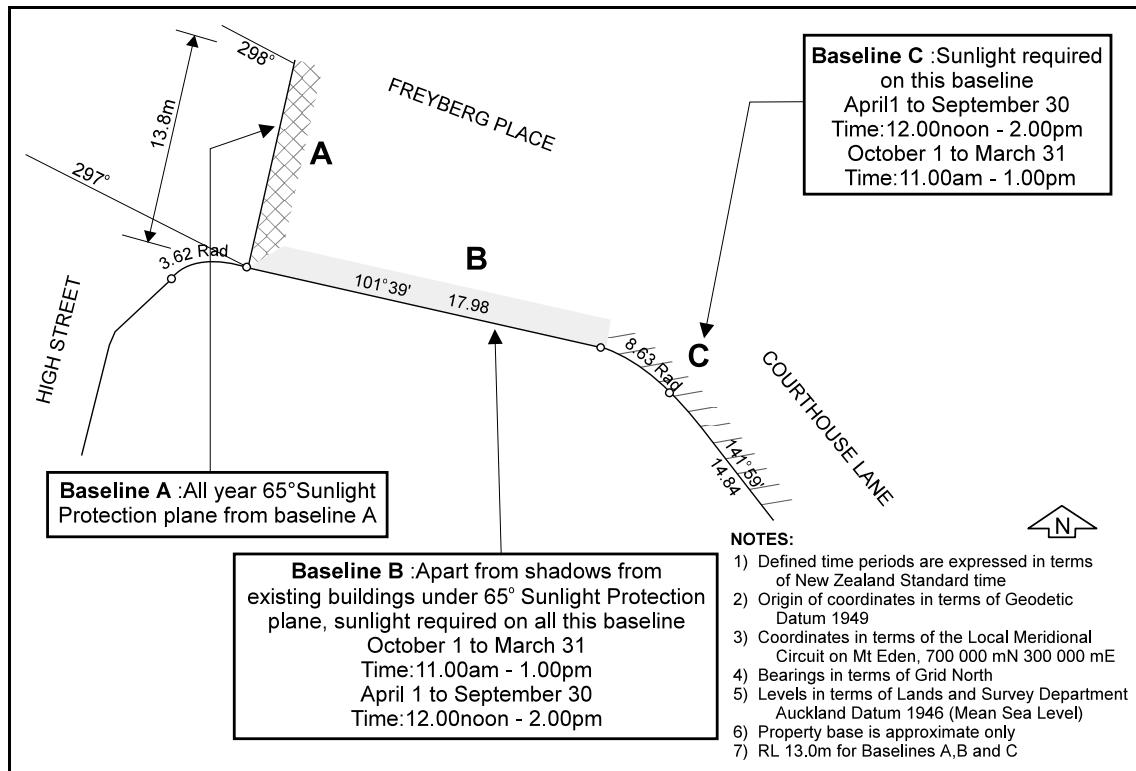 298°
13.8m
FREYBERG PLACE
A
297°
3.62 Rad
B
101°39' 17.98
HIGH STREET
8.63 Rad
C
COURTHOUSE LANE
141°59'
14.84
Baseline C :Sunlight required
on this baseline
April1 to September 30
Time:12.00noon - 2.00pm
October 1 to March 31
Time:11.00am - 1.00pm
Baseline A :All year 65°Sunlight
Protection plane from baseline A
Baseline B :Apart from shadows from
existing buildings under 65° Sunlight Protection
plane, sunlight required on all this baseline
October 1 to March 31
Time:11.00am - 1.00pm
April 1 to September 30
Time:12.00noon - 2.00pm
N
NOTES:
1) Defined time periods are expressed in terms
of New Zealand Standard time
2) Origin of coordinates in terms of Geodetic
Datum 1949
3) Coordinates in terms of the Local Meridional
Circuit on Mt Eden, 700 000 mN 300 000 mE
4) Bearings in terms of Grid North
5) Levels in terms of Lands and Survey Department
Auckland Datum 1946 (Mean Sea Level)
6) Property base is approximate only
7) RL 13.0m for Baselines A,B and C